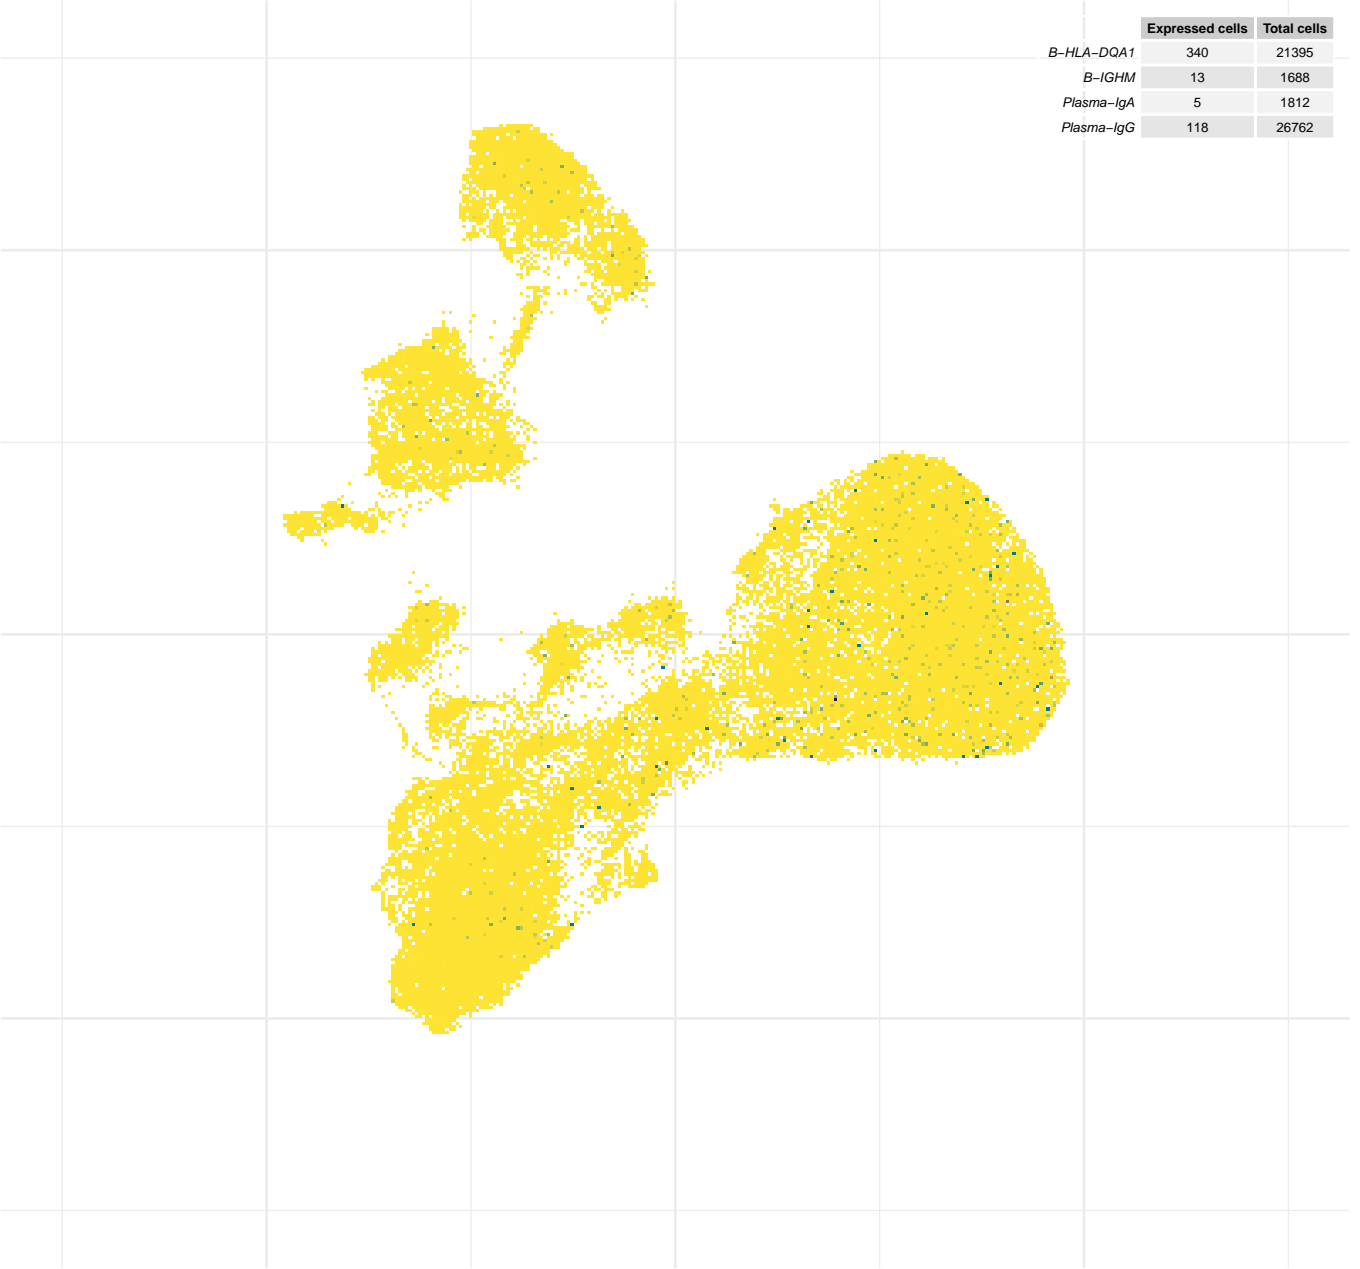 Expressed cells Total cells
B−HLA−DQA1 340 21395
B−IGHM 13 1688
Plasma−IgA 5 1812
Plasma−IgG 118 26762